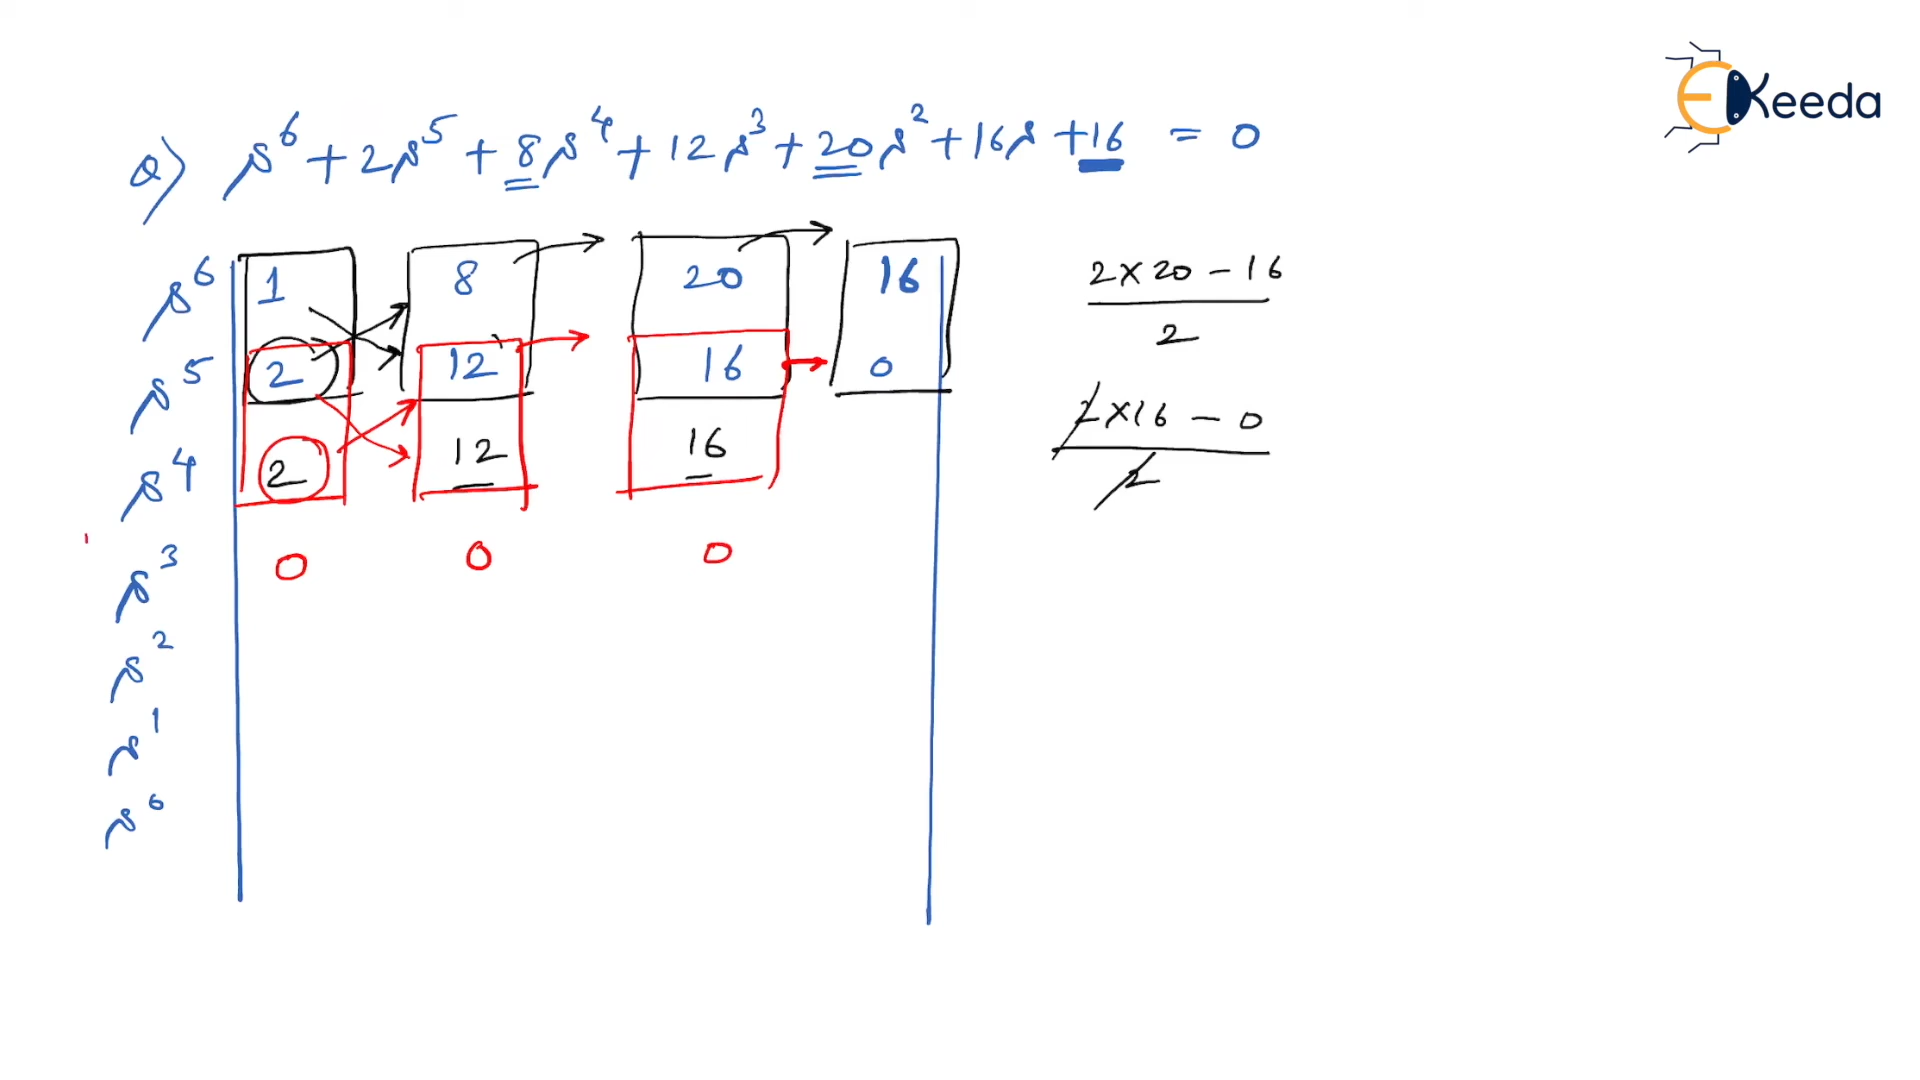 Keeda
a) s⁶ + 2s⁵ + 8s⁴ + 12s³ + 20s² + 16s + 16 = 0
s⁶ 1 8 20 16
s⁵ 2 12 16 0
s⁴ 2 12 16
s³ 0 0 0
s²
s¹
s⁰
2×20 - 16
2
2×16 - 0
2